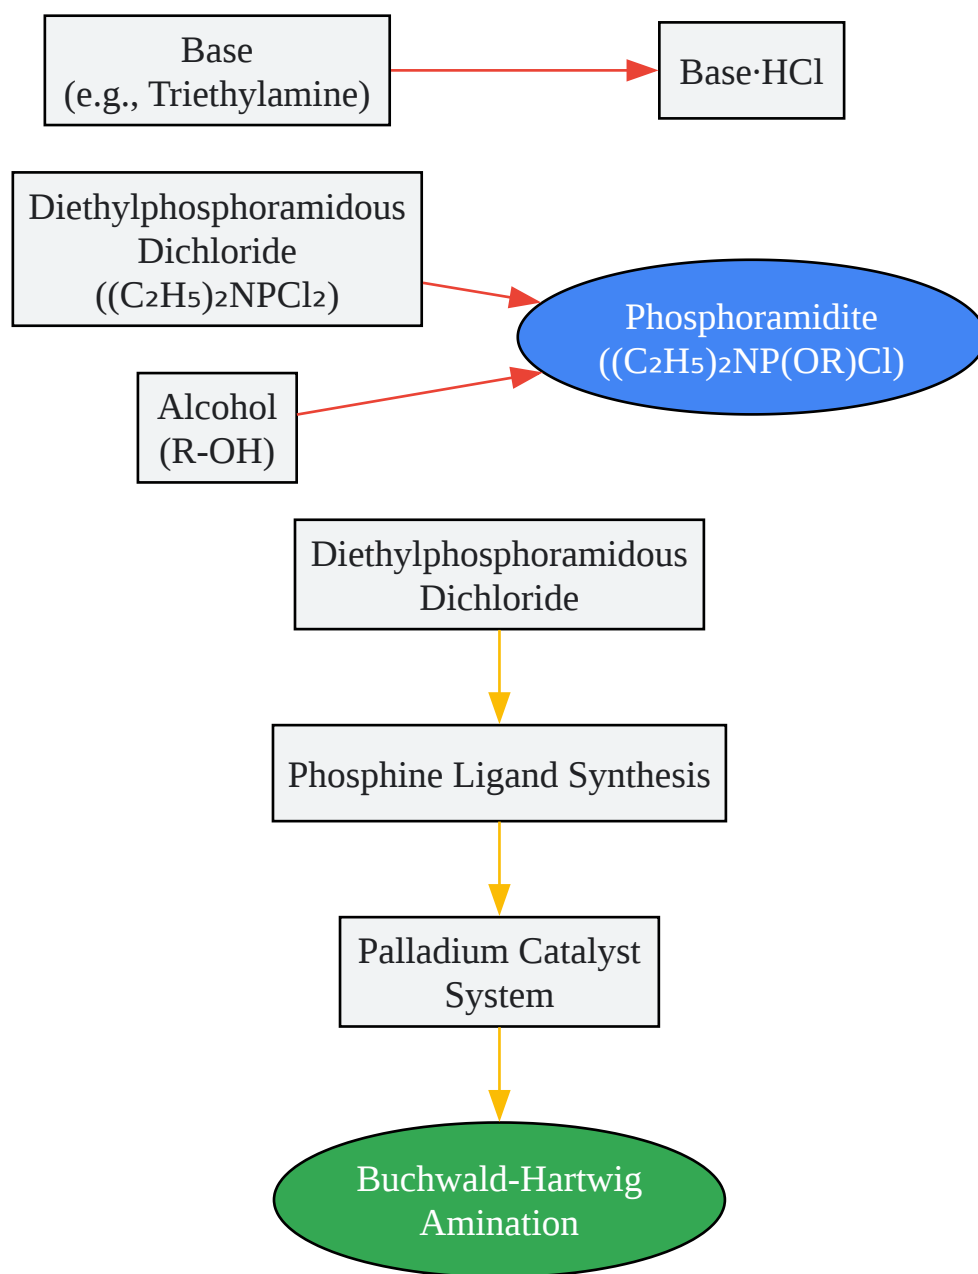 Base
(e.g., Triethylamine)
Base·HCl
Diethylphosphoramidous
Dichloride
((C₂H₅)₂NPCl₂)
Phosphoramidite
((C₂H₅)₂NP(OR)Cl)
Alcohol
(R-OH)
Diethylphosphoramidous
Dichloride
Phosphine Ligand Synthesis
Palladium Catalyst
System
Buchwald-Hartwig
Amination